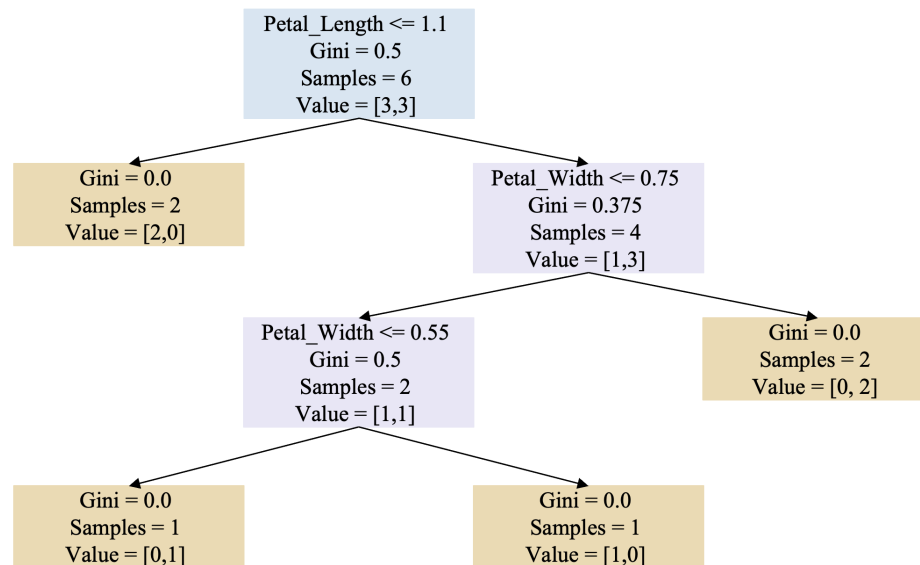 Petal_Length <= 1.1
Gini = 0.5
Samples = 6
Value = [3,3]
Gini = 0.0
Samples = 2
Value = [2,0]
Petal_Width <= 0.75
Gini = 0.375
Samples = 4
Value = [1,3]
Petal_Width <= 0.55
Gini = 0.5
Samples = 2
Value = [1,1]
Gini = 0.0
Samples = 2
Value = [0, 2]
Gini = 0.0
Samples = 1
Value = [0,1]
Gini = 0.0
Samples = 1
Value = [1,0]